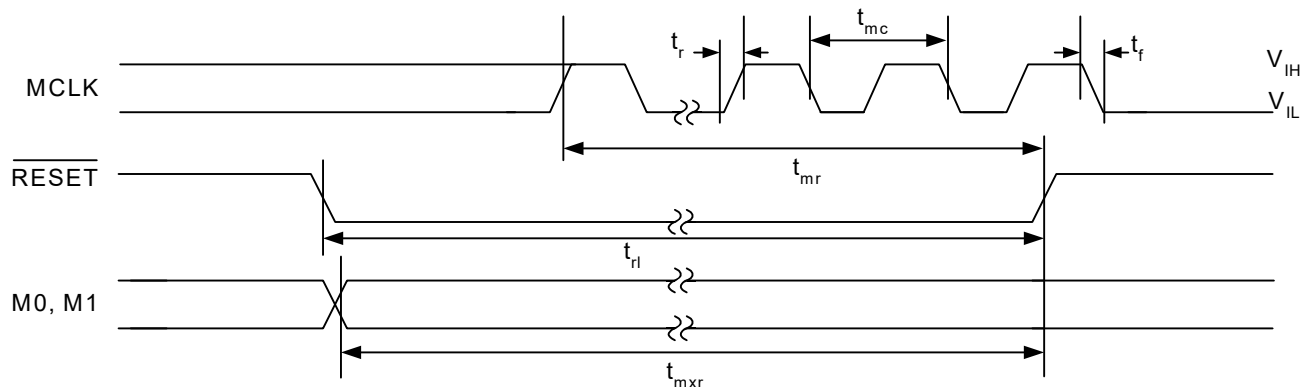 t_mc
t_r
t_f
MCLK
V_IH
V_IL
RESET
t_mr
t_rl
M0, M1
t_mxr